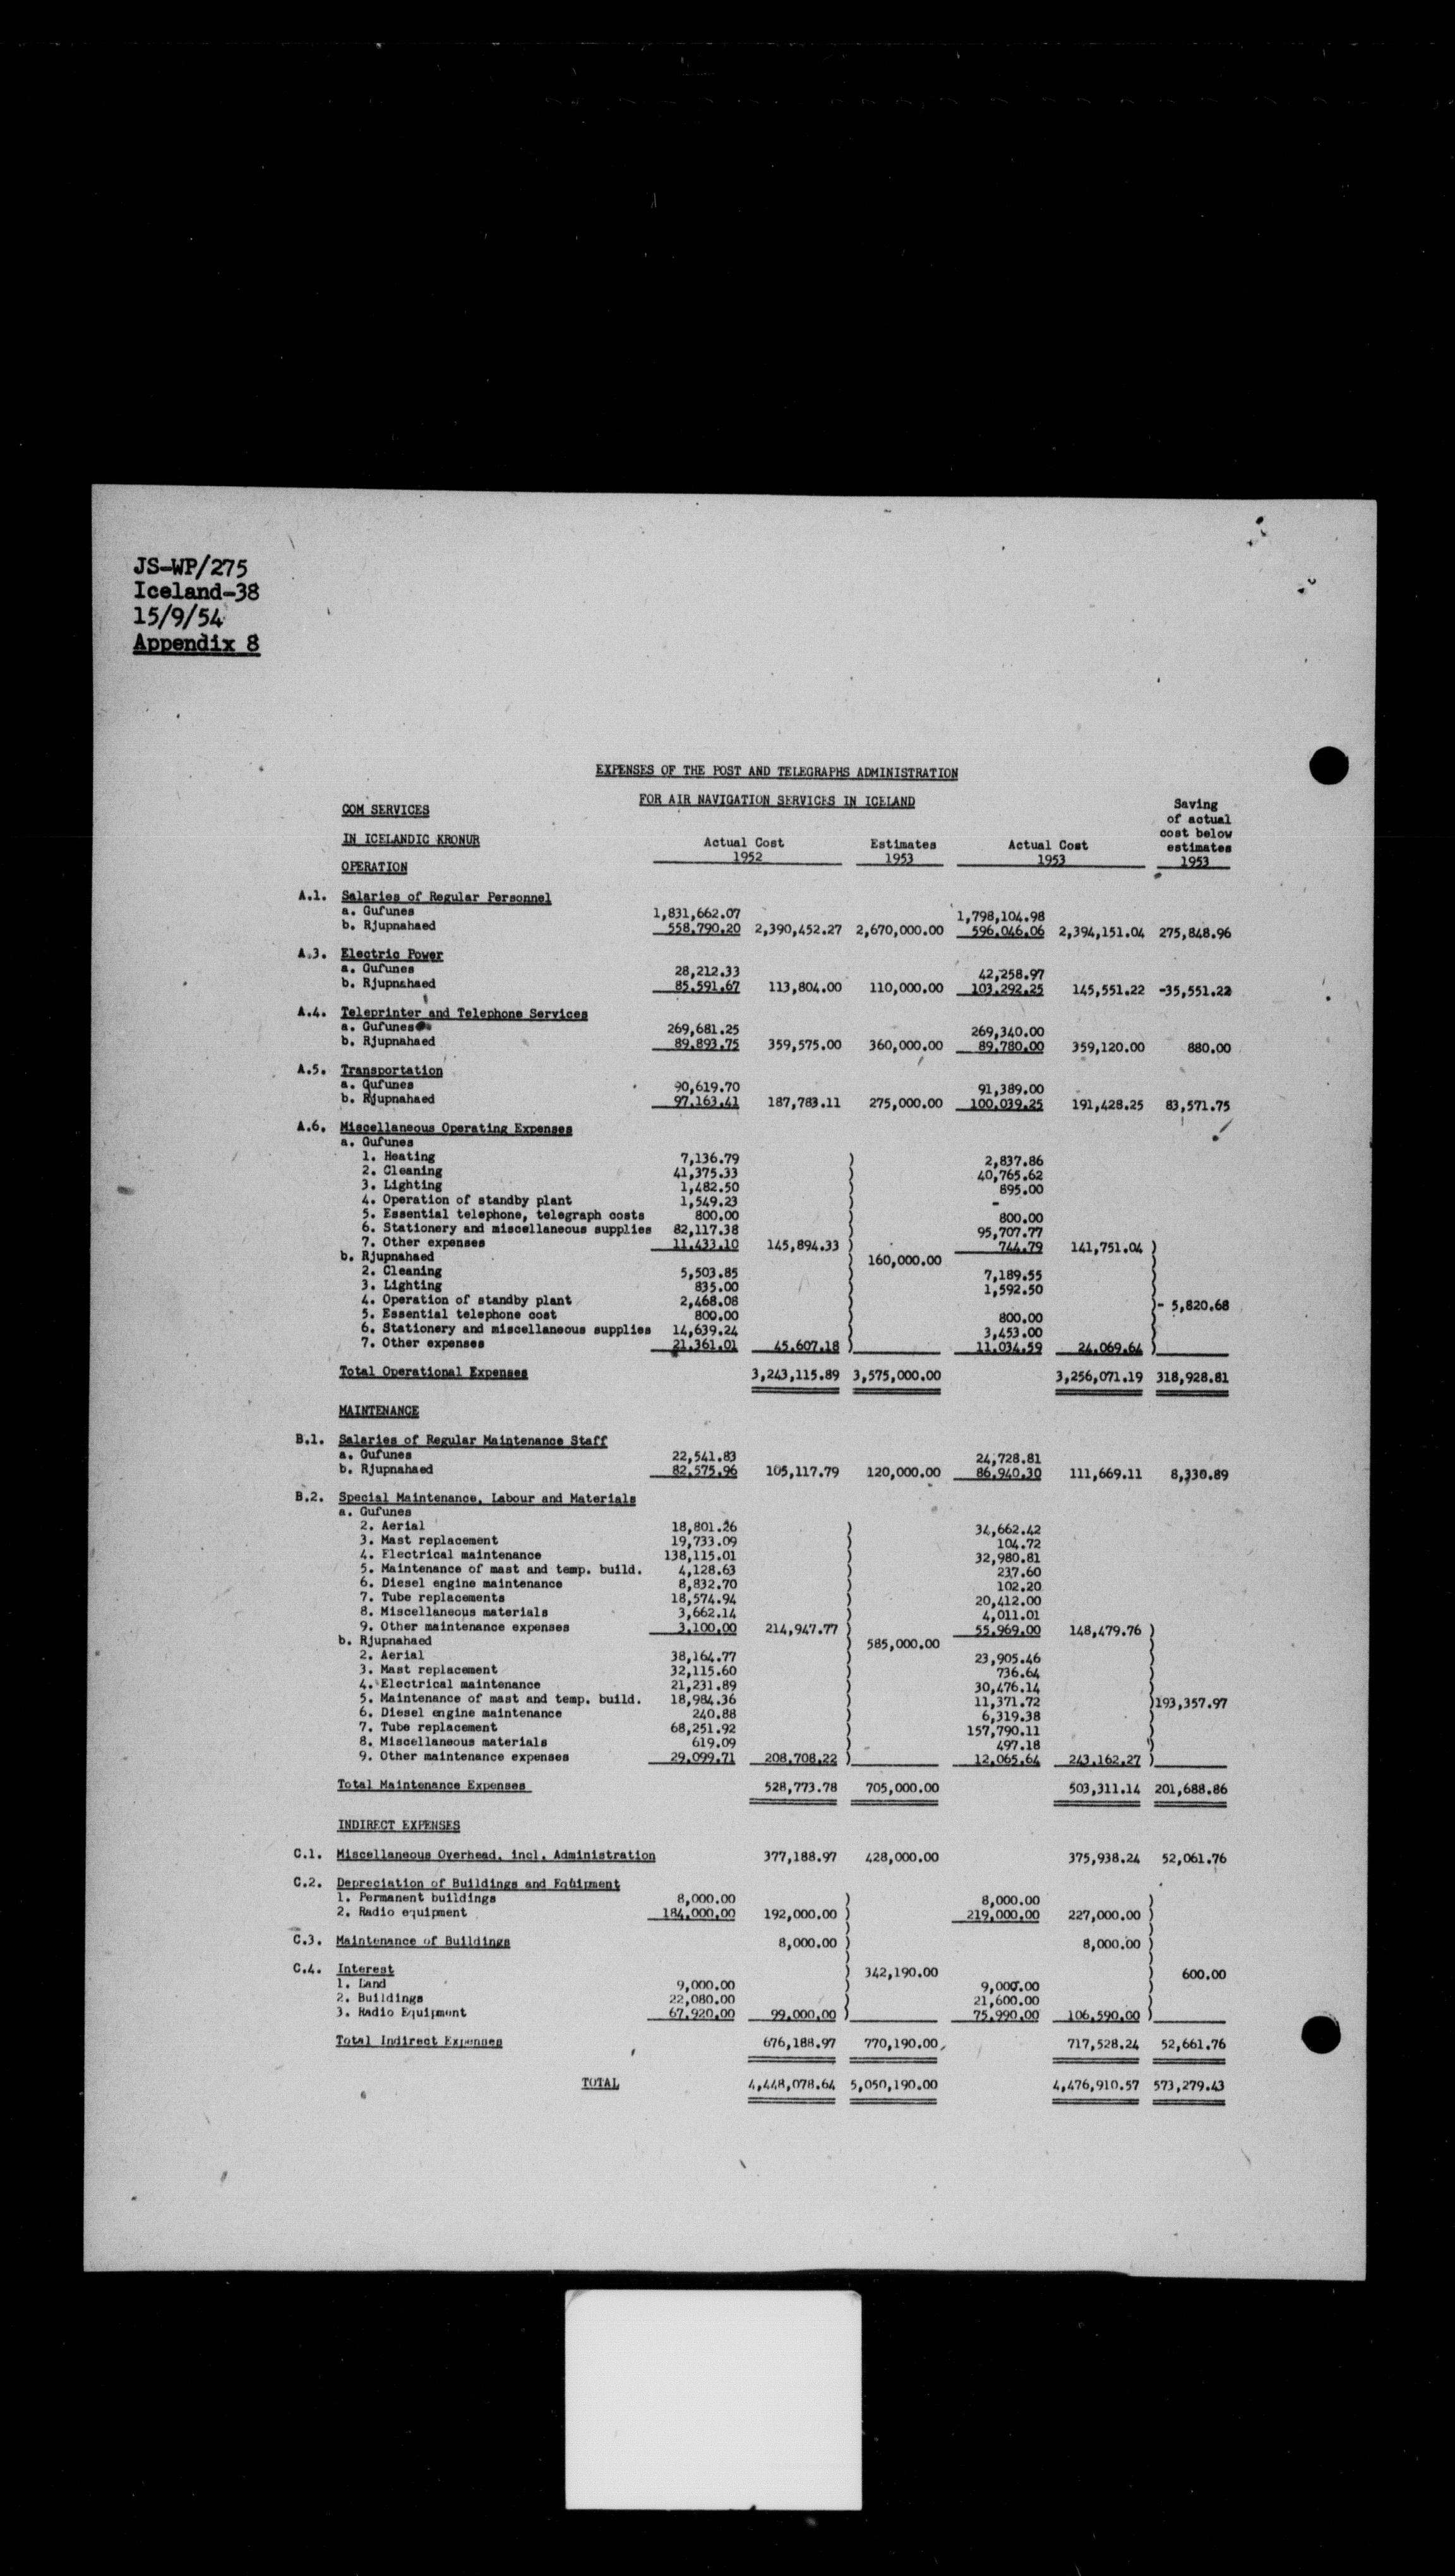 JS-WP/275
Iceland-38
15/9/54
Appendix 8
EXPENSES OF THE POST AND TELEGRAPHS ADMINISTRATION
FOR AIR NAVIGATION SERVICES IN ICELAND
COM SERVICES
IN ICELANDIC KRONUR
OPERATION
Actual Cost 1952
Estimates 1953
Actual Cost 1953
Saving of actual cost below estimates 1953
A.1. Salaries of Regular Personnel
a. Gufunes 1,831,662.07 1,798,104.98
b. Rjupnahaed 558,790.20 2,390,452.27 2,670,000.00 596,046.06 2,394,151.04 275,848.96
A.3. Electric Power
a. Gufunes 28,212.33 42,258.97
b. Rjupnahaed 85,591.67 113,804.00 110,000.00 103,292.25 145,551.22 -35,551.22
A.4. Teleprinter and Telephone Services
a. Gufunes 269,681.25 269,340.00
b. Rjupnahaed 89,893.75 359,575.00 360,000.00 89,780.00 359,120.00 880.00
A.5. Transportation
a. Gufunes 90,619.70 91,389.00
b. Rjupnahaed 97,163.41 187,783.11 275,000.00 100,039.25 191,428.25 83,571.75
A.6. Miscellaneous Operating Expenses
a. Gufunes
1. Heating 7,136.79 ) 2,837.86
2. Cleaning 41,375.33 ) 40,765.62
3. Lighting 1,482.50 ) 895.00
4. Operation of standby plant 1,549.23 ) -
5. Essential telephone, telegraph costs 800.00 ) 800.00
6. Stationery and miscellaneous supplies 82,117.38 ) 95,707.77
7. Other expenses 11,433.10 145,894.33 ) 744.79 141,751.04 )
b. Rjupnahaed ) 160,000.00 )
2. Cleaning 5,503.85 ) 7,189.55 )
3. Lighting 835.00 ) 1,592.50 )
4. Operation of standby plant 2,468.08 ) )- 5,820.68
5. Essential telephone cost 800.00 ) 800.00 )
6. Stationery and miscellaneous supplies 14,639.24 ) 3,453.00 )
7. Other expenses 21,361.01 45,607.18 ) 11,034.59 24,069.64 )
Total Operational Expenses 3,243,115.89 3,575,000.00 3,256,071.19 318,928.81
MAINTENANCE
B.1. Salaries of Regular Maintenance Staff
a. Gufunes 22,541.83 24,728.81
b. Rjupnahaed 82,575.96 105,117.79 120,000.00 86,940.30 111,669.11 8,330.89
B.2. Special Maintenance, Labour and Materials
a. Gufunes
2. Aerial 18,801.26 ) 34,662.42
3. Mast replacement 19,733.09 ) 104.72
4. Electrical maintenance 138,115.01 ) 32,980.81
5. Maintenance of mast and temp. build. 4,128.63 ) 237.60
6. Diesel engine maintenance 8,832.70 ) 102.20
7. Tube replacements 18,574.94 ) 20,412.00
8. Miscellaneous materials 3,662.14 ) 4,011.01
9. Other maintenance expenses 3,100.00 214,947.77 ) 55,969.00 148,479.76 )
b. Rjupnahaed ) 585,000.00 )
2. Aerial 38,164.77 ) 23,905.46 )
3. Mast replacement 32,115.60 ) 736.64 )
4. Electrical maintenance 21,231.89 ) 30,476.14 )
5. Maintenance of mast and temp. build. 18,984.36 ) 11,371.72 )193,357.97
6. Diesel engine maintenance 240.88 ) 6,319.38 )
7. Tube replacement 68,251.92 ) 157,790.11 )
8. Miscellaneous materials 619.09 ) 497.18 )
9. Other maintenance expenses 29,099.71 208,708.22 ) 12,065.64 243,162.27 )
Total Maintenance Expenses 528,773.78 705,000.00 503,311.14 201,688.86
INDIRECT EXPENSES
C.1. Miscellaneous Overhead, incl. Administration 377,188.97 428,000.00 375,938.24 52,061.76
C.2. Depreciation of Buildings and Equipment
1. Permanent buildings 8,000.00 ) 8,000.00 )
2. Radio equipment 184,000.00 192,000.00 ) 219,000.00 227,000.00 )
C.3. Maintenance of Buildings 8,000.00 ) 8,000.00 )
C.4. Interest ) 342,190.00 ) 600.00
1. Land 9,000.00 ) 9,000.00 )
2. Buildings 22,080.00 ) 21,600.00 )
3. Radio Equipment 67,920.00 99,000.00 ) 75,990.00 106,590.00 )
Total Indirect Expenses 676,188.97 770,190.00 717,528.24 52,661.76
TOTAL 4,448,078.64 5,050,190.00 4,476,910.57 573,279.43